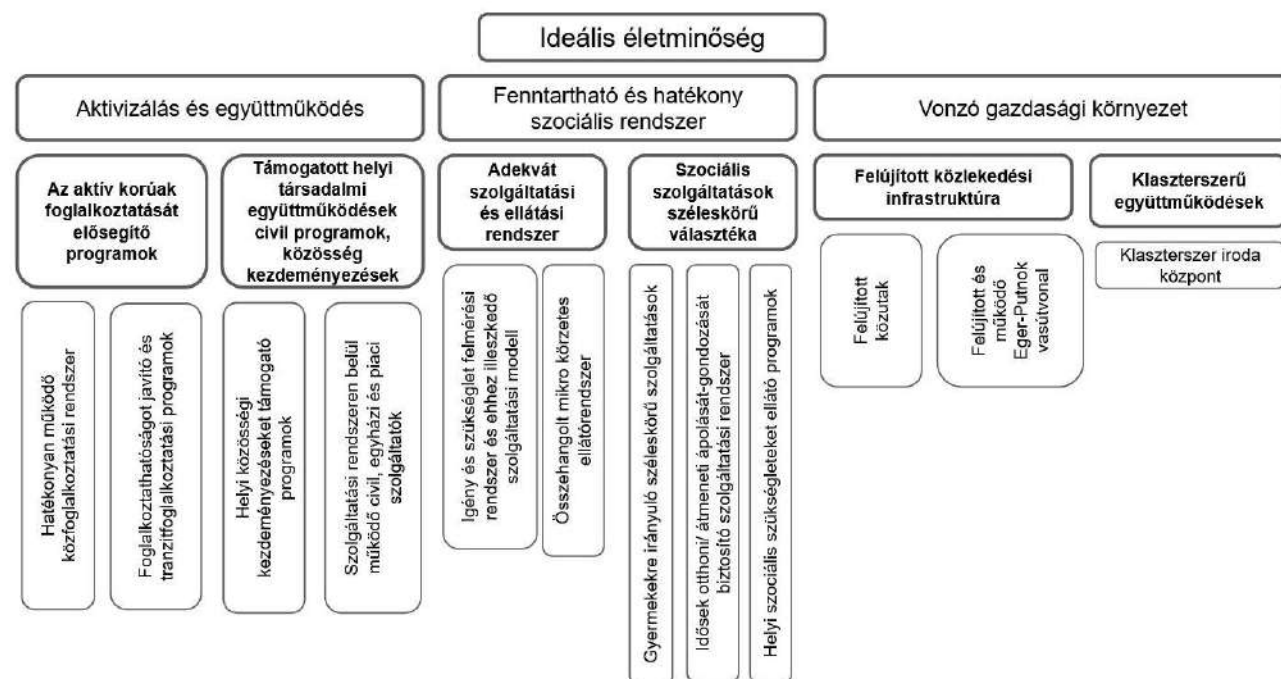 Ideális életminőség
Aktivizálás és együttműködés
Fenntartható és hatékony
szociális rendszer
Vonzó gazdasági környezet
Az aktív korúak
foglalkoztatását
elősegítő
programok
Támogatott helyi
társadalmi
együttműködések
civil programok,
közösség
kezdeményezések
Adekvát
szolgáltatási
és ellátási
rendszer
Szociális
szolgáltatások
széleskörű
választéka
Felújított közlekedési
infrastruktúra
Klaszterszerű
együttműködések
Hatékonyan működő
közfoglalkoztatási rendszer
Foglalkoztathatóságot javító és
tranzitfoglalkoztatási programok
Helyi közösségi
kezdeményezéseket támogató
programok
Szolgáltatási rendszeren belül
működő civil, egyházi és piaci
szolgáltatók
Igény és szükséglet felmérési
rendszer és ehhez illeszkedő
szolgáltatási modell
Összehangolt mikro körzetes
ellátórendszer
Gyermekekre irányuló széleskörű szolgáltatások
Idősek otthoni/ átmeneti ápolását-gondozását
biztosító szolgáltatási rendszer
Helyi szociális szükségleteket ellátó programok
Felújított
közutak
Felújított és
működő
Eger-Putnok
vasútvonal
Klaszterszer iroda
központ